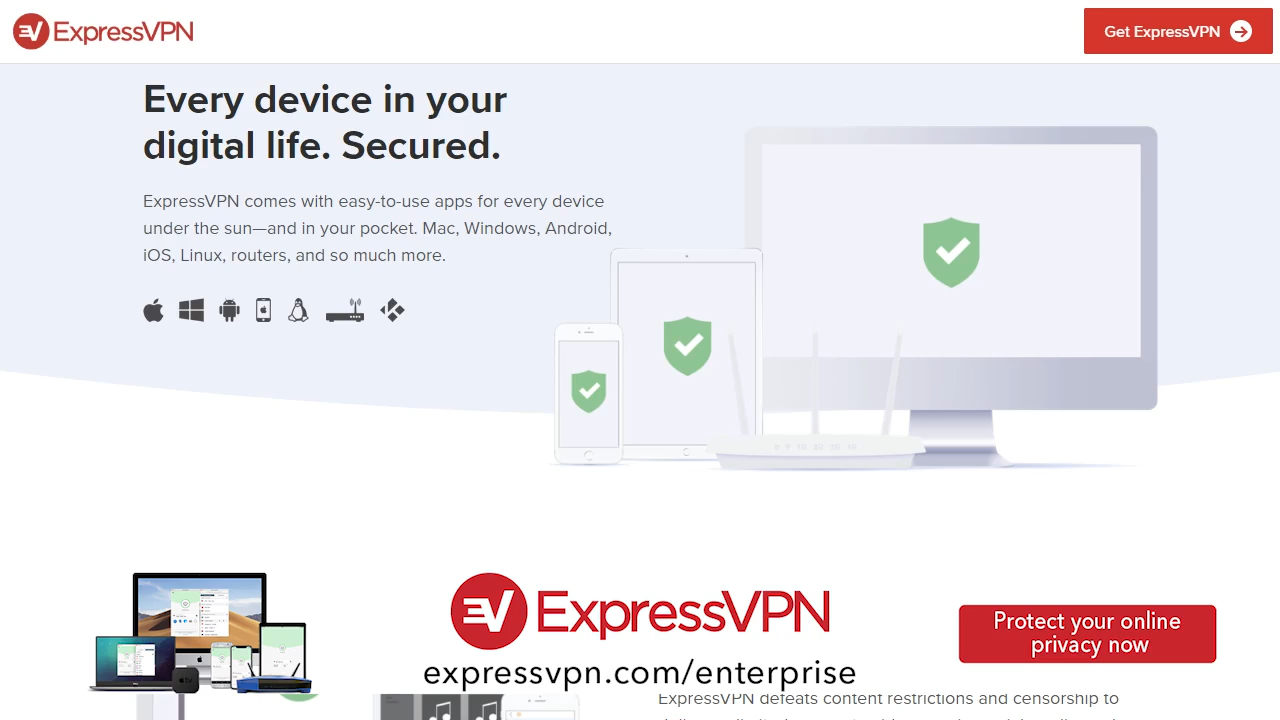 ExpressVPN
Get ExpressVPN
Every device in your
digital life. Secured.
ExpressVPN comes with easy-to-use apps for every device
under the sun—and in your pocket. Mac, Windows, Android,
iOS, Linux, routers, and so much more.
ExpressVPN
expressvpn.com/enterprise
Protect your online
privacy now
ExpressVPN defeats content restrictions and censorship to